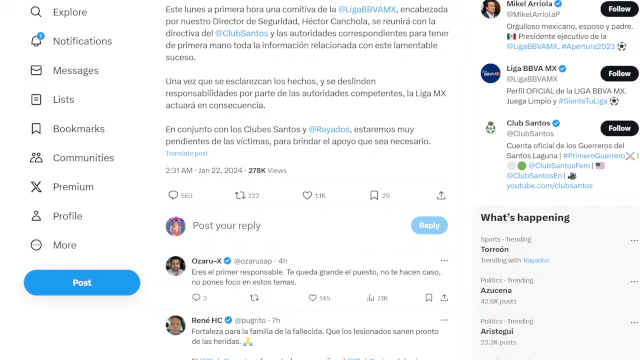 Explore
Notifications
Messages
Lists
Bookmarks
Communities
Premium
Profile
More
Post
Este lunes a primera hora una comitiva de la @LigaBBVAMX, encabezada
por nuestro Director de Seguridad, Héctor Canchola, se reunirá con la
directiva del @ClubSantos y las autoridades correspondientes para tener
de primera mano toda la información relacionada con este lamentable
suceso.
Una vez que se esclarezcan los hechos, y se deslinden
responsabilidades por parte de las autoridades competentes, la Liga MX
actuará en consecuencia.
En conjunto con los Clubes Santos y @Rayados, estaremos muy
pendientes de las víctimas, para brindar el apoyo que sea necesario.
Translate post
2:31 AM · Jan 22, 2024 · 278K Views
563 222 1.1K 29
Post your reply
Reply
Ozaru-X @ozarusap · 4h
Eres el primer responsable. Te queda grande el puesto, no te hacen caso,
no pones foco en estos temas.
3 145 7.1K
René HC @pugrito · 7h
Fortaleza para la familia de la fallecida. Que los lesionados sanen pronto
de las heridas. 🙏
Mikel Arriola
@MikelArriolaP
Follow
Orgulloso mexicano, esposo y padre.
🇲🇽 Presidente ejecutivo de la
@LigaBBVAMX. #Apertura2023 ⚽
Liga BBVA MX
@LigaBBVAMX
Follow
Perfil OFICIAL de la LIGA BBVA MX.
Juega Limpio y #SienteTuLiga ⚽
Club Santos
@ClubSantos
Follow
Cuenta oficial de los Guerreros del
Santos Laguna | #PrimeroGuerrero⚔️ |
⚪🟢 @ClubSantosFem | 🇺🇸
@ClubSantosEn | 🎥
youtube.com/clubsantos
What's happening
Sports · Trending
Torreón
Trending with Rayados
Politics · Trending
Azucena
42.6K posts
Politics · Trending
Aristegui
23.2K posts